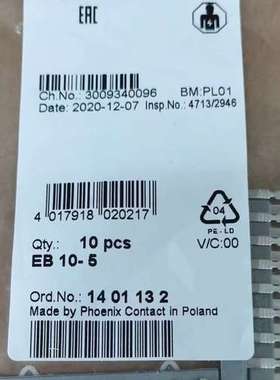 EAC
Ch.No.: 3009340096 BM:PL01
Date: 2020-12-07 Insp.No.: 4713/2946
4 017918 020217
04
PE-LD
Qty.: 10 pcs V/C:00
EB 10- 5
Ord.No.: 14 01 13 2
Made by Phoenix Contact in Poland